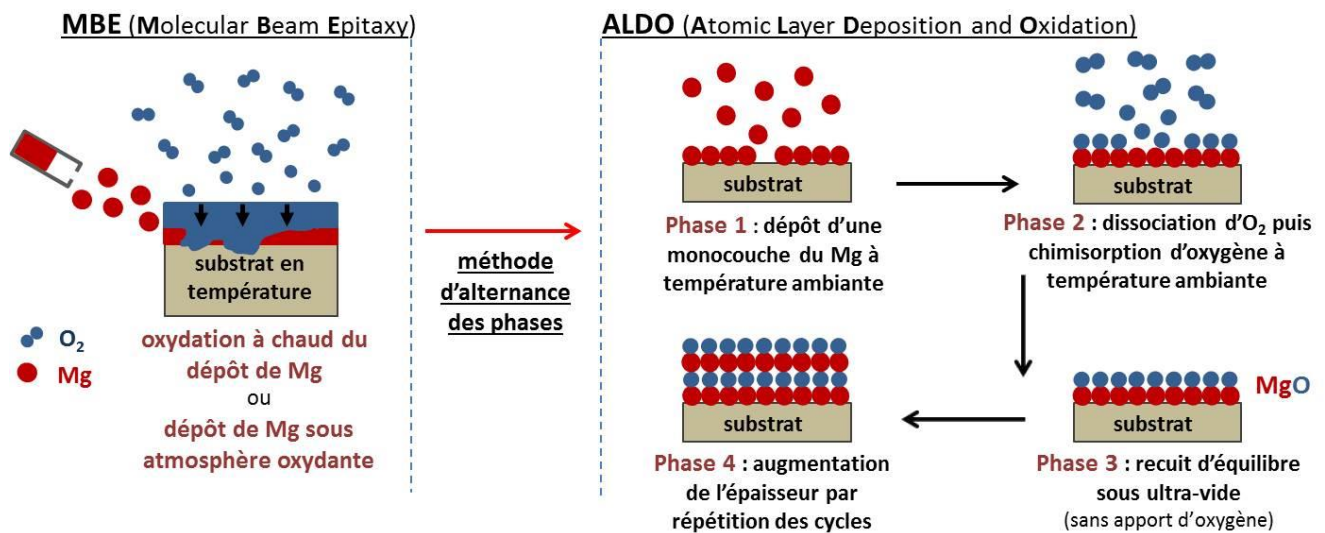 MBE (Molecular Beam Epitaxy)
substrat en
température
O2
Mg
oxydation à chaud du
dépôt de Mg
ou
dépôt de Mg sous
atmosphère oxydante
méthode
d'alternance
des phases
ALDO (Atomic Layer Deposition and Oxidation)
substrat
Phase 1 : dépôt d'une
monocouche du Mg à
température ambiante
substrat
Phase 2 : dissociation d'O2 puis
chimisorption d'oxygène à
température ambiante
MgO
substrat
Phase 3 : recuit d'équilibre
sous ultra-vide
(sans apport d'oxygène)
substrat
Phase 4 : augmentation
de l'épaisseur par
répétition des cycles